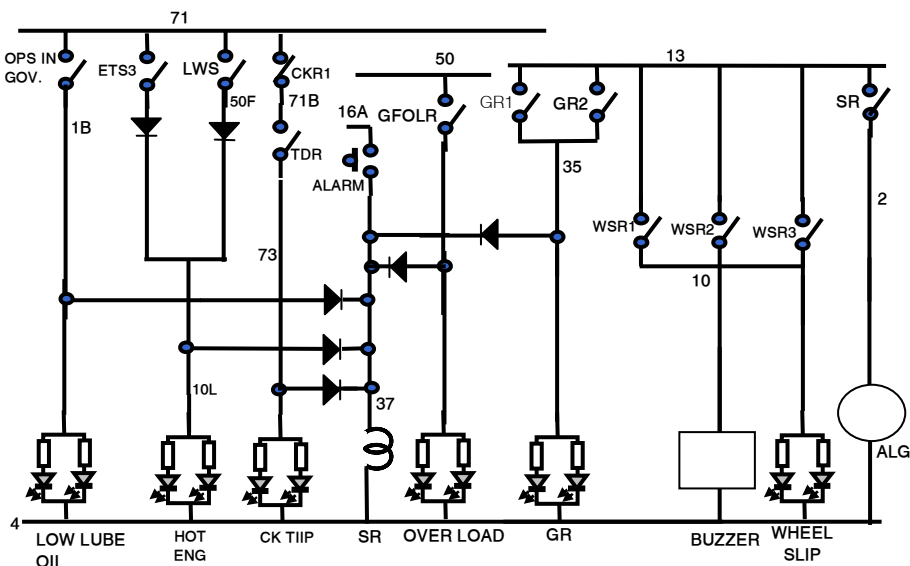 71
OPS IN
GOV.
ETS3
LWS
CKR1
50
13
50F
71B
16A
GFOLR
GR1
GR2
SR
1B
TDR
ALARM
35
2
73
WSR1
WSR2
WSR3
10
10L
37
ALG
4
LOW LUBE
OIL
HOT
ENG
CK TIIP
SR
OVER LOAD
GR
BUZZER
WHEEL
SLIP